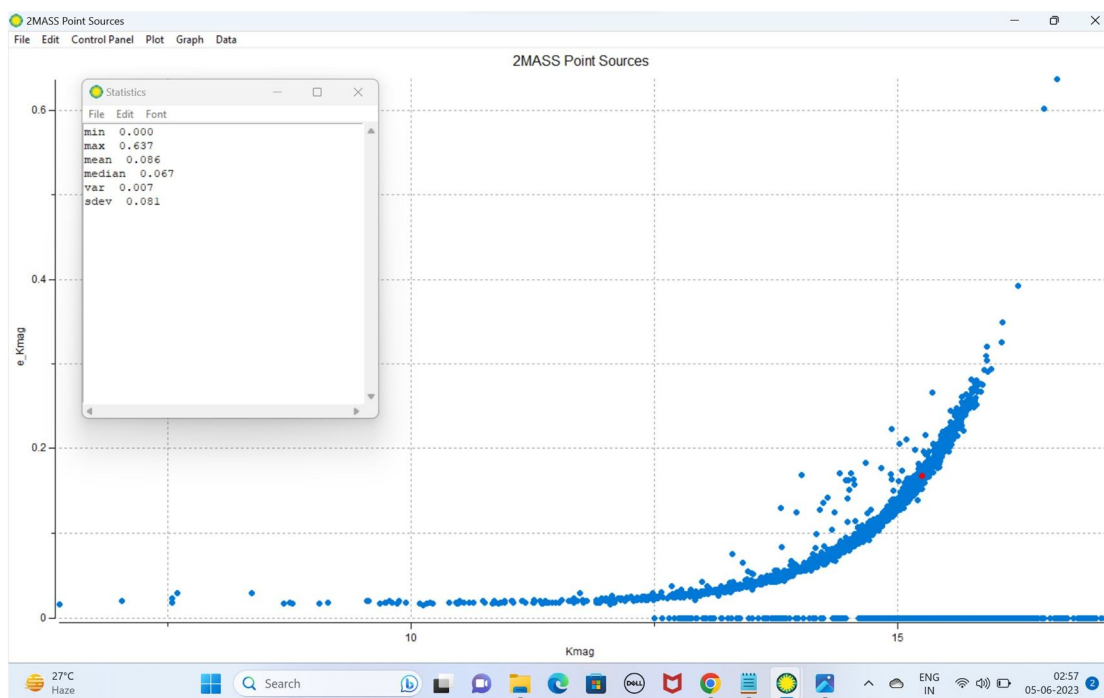 2MASS Point Sources
File Edit Control Panel Plot Graph Data
2MASS Point Sources
Statistics
File Edit Font
min 0.000
max 0.637
mean 0.086
median 0.067
var 0.007
sdev 0.081
0.6
0.4
e_Kmag
0.2
0
10
15
Kmag
27°C
Haze
Search
DELL
ENG
IN
02:57
05-06-2023
2